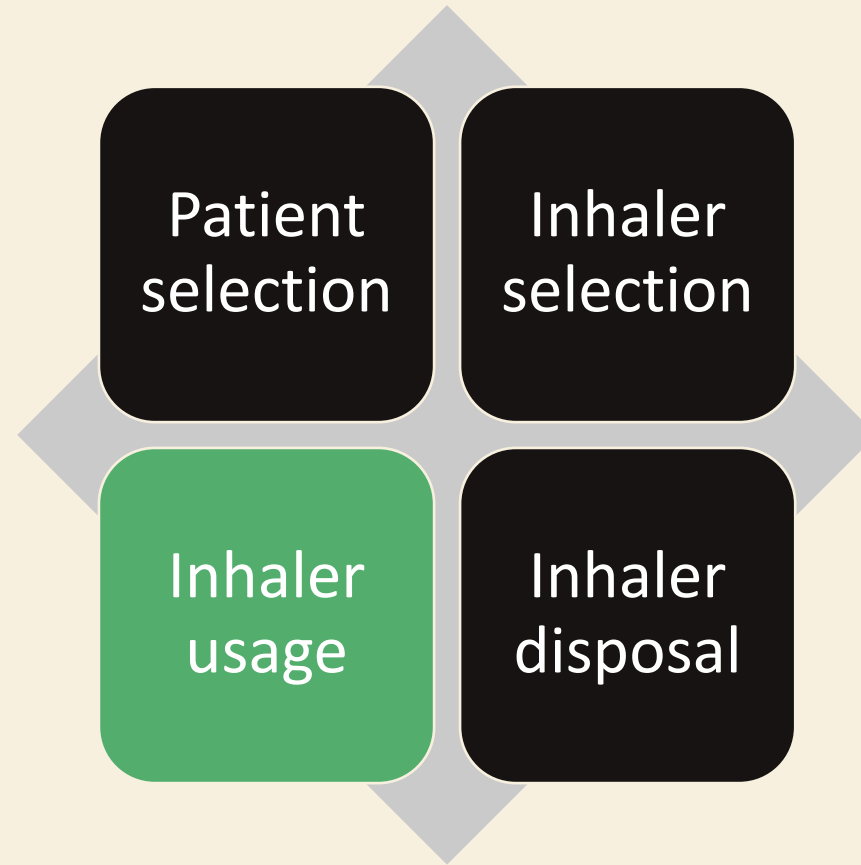 Patient
selection
Inhaler
selection
Inhaler
usage
Inhaler
disposal